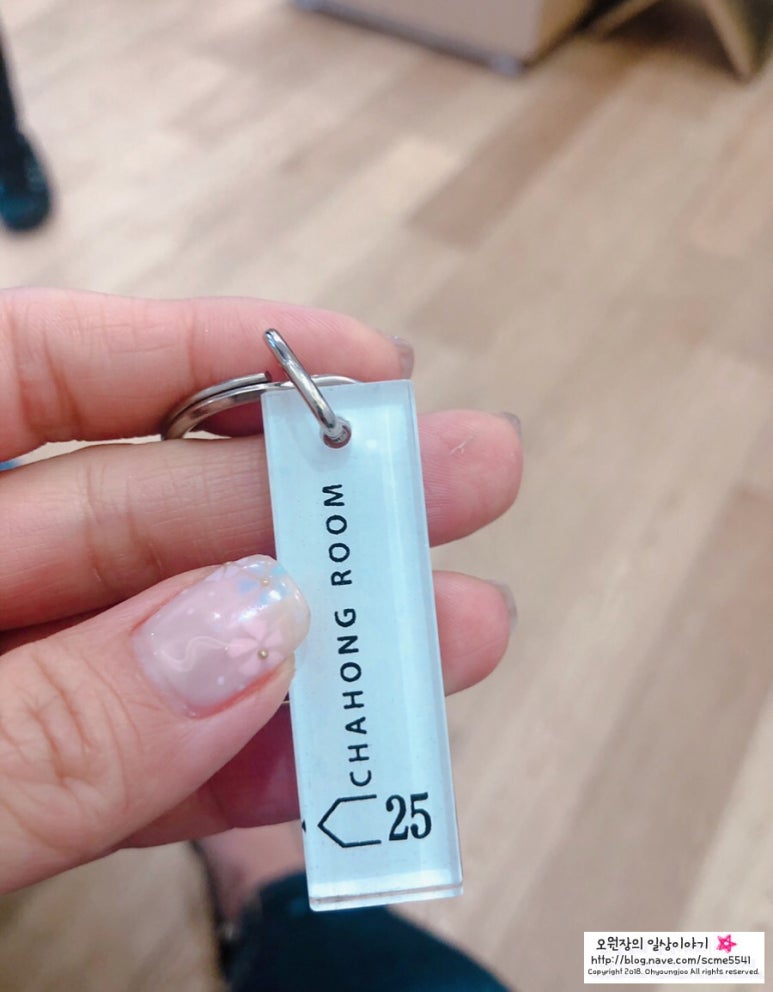 CHAHONG ROOM
25
오원장의 일상이야기
http://blog.nave.com/scme5541
Copyright 2018. Ohyoungjoo All rights reserved.